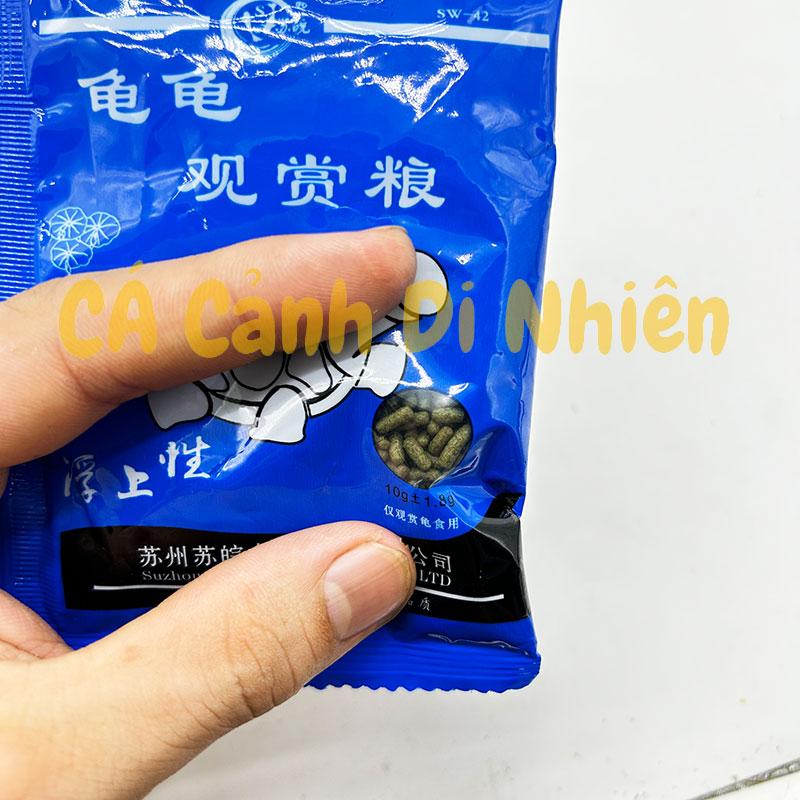 SW-42
龟龟
观赏粮
CÁ Cảnh Di Nhiên
浮上性
10g±1.8g
仅观赏龟食用
苏州苏皖
公司
Suzhou
LTD
质